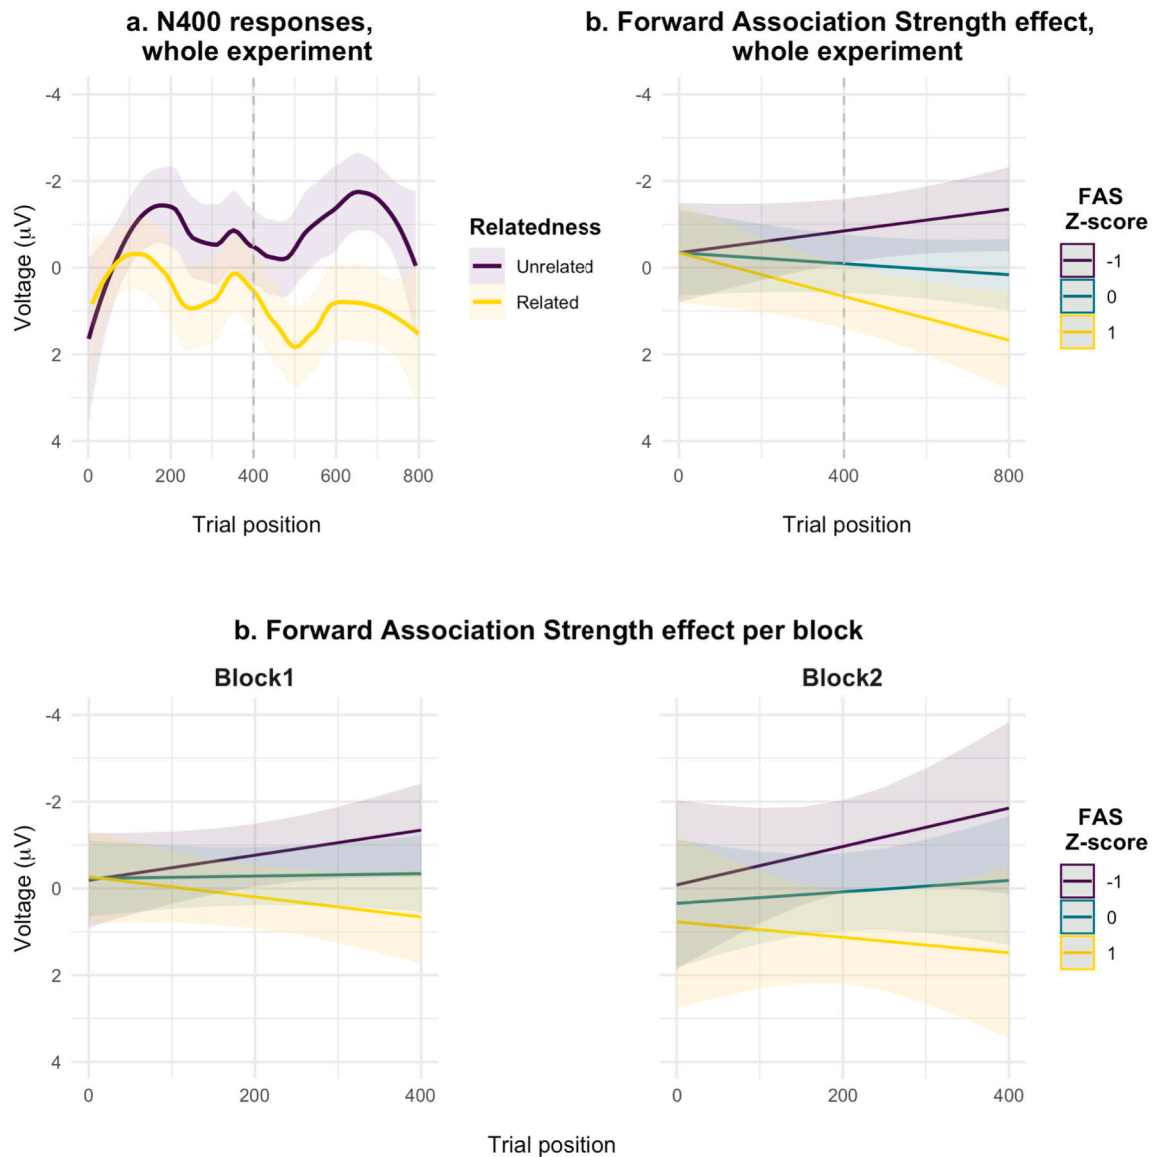 a. N400 responses,
whole experiment
-4
-2
0
2
4
Voltage (μV)
0 200 400 600 800
Trial position
Relatedness
Unrelated
Related
b. Forward Association Strength effect,
whole experiment
-4
-2
0
2
4
0 200 400 600 800
Trial position
FAS
Z-score
-1
0
1
b. Forward Association Strength effect per block
Block1
Block2
-4
-2
0
2
4
Voltage (μV)
0 200 400
0 200 400
Trial position
FAS
Z-score
-1
0
1